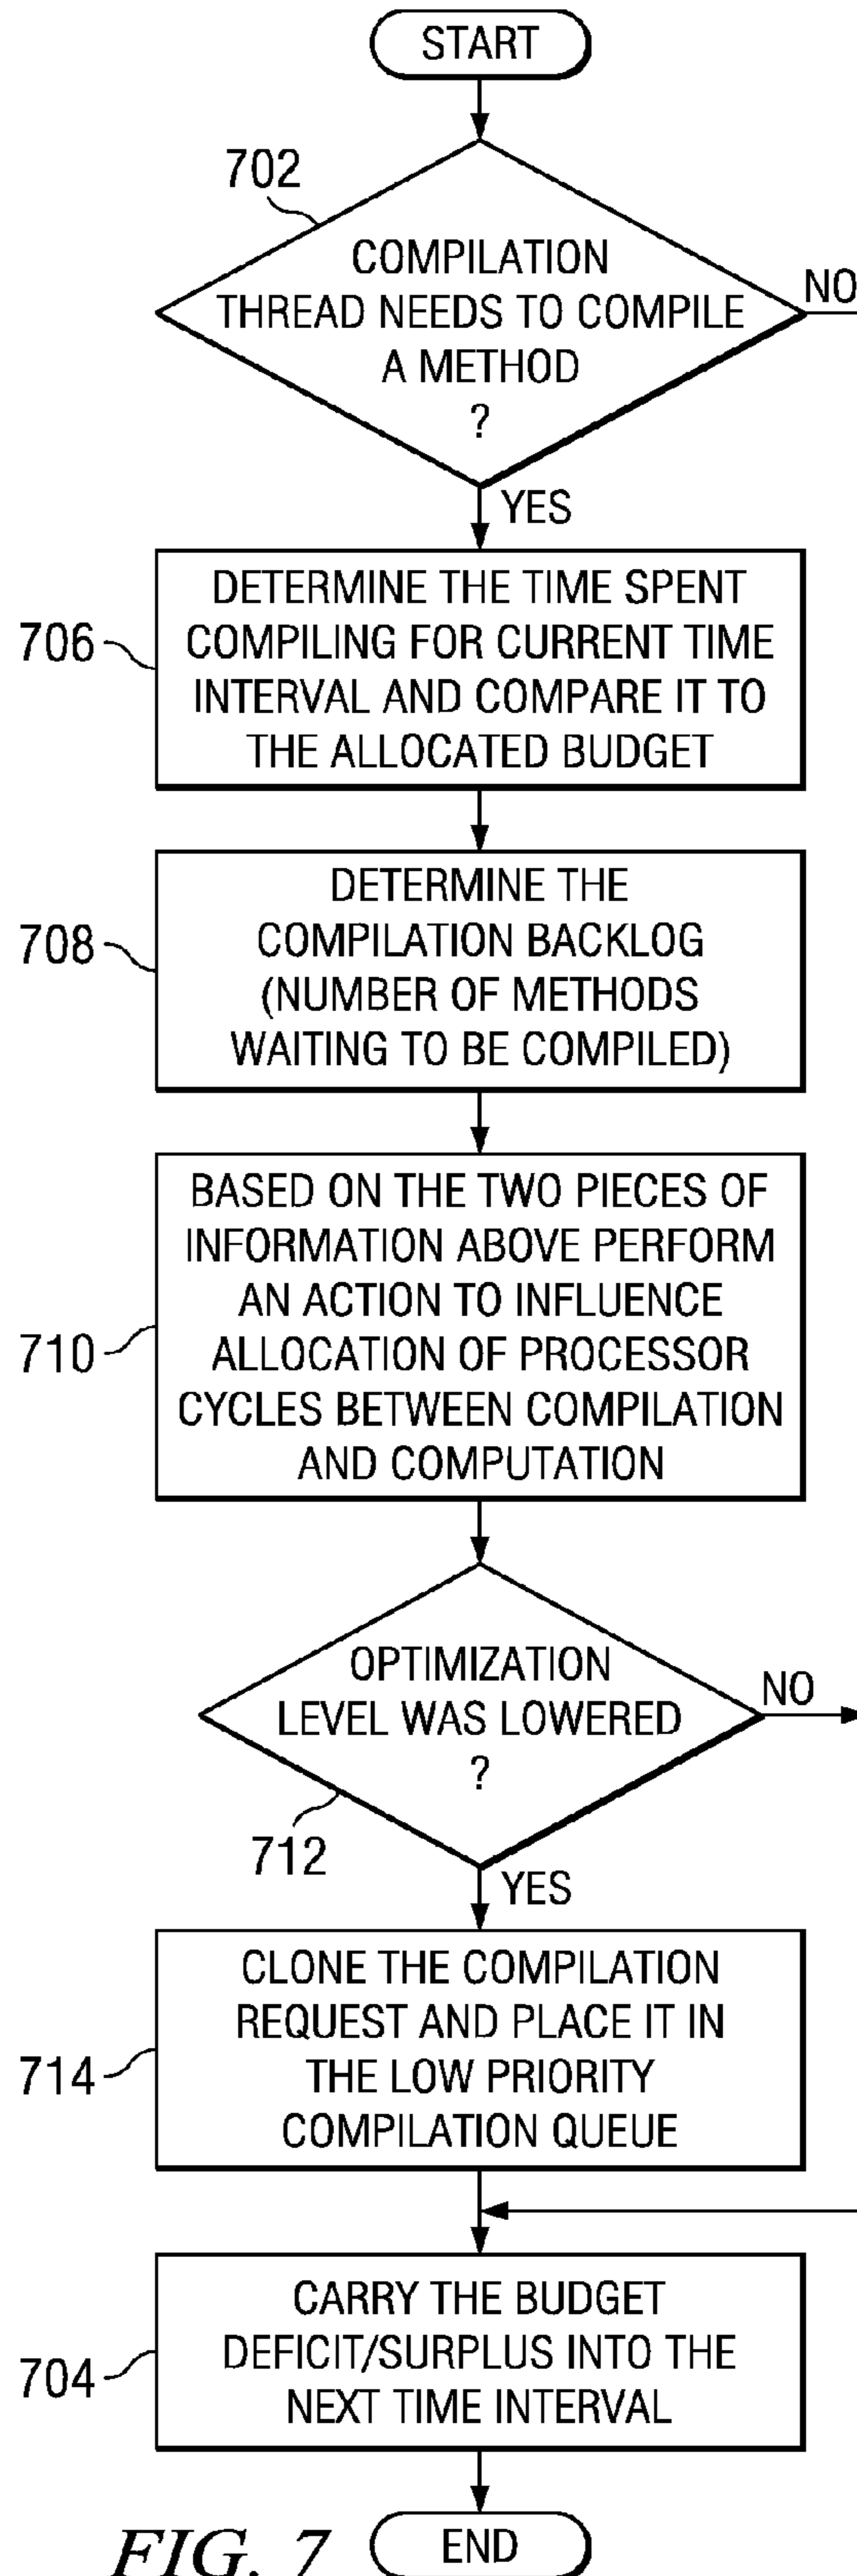 START
702
COMPILATION
THREAD NEEDS TO COMPILE
A METHOD
?
NO
YES
706
DETERMINE THE TIME SPENT
COMPILING FOR CURRENT TIME
INTERVAL AND COMPARE IT TO
THE ALLOCATED BUDGET
708
DETERMINE THE
COMPILATION BACKLOG
(NUMBER OF METHODS
WAITING TO BE COMPILED)
710
BASED ON THE TWO PIECES OF
INFORMATION ABOVE PERFORM
AN ACTION TO INFLUENCE
ALLOCATION OF PROCESSOR
CYCLES BETWEEN COMPILATION
AND COMPUTATION
OPTIMIZATION
LEVEL WAS LOWERED
?
NO
712
YES
714
CLONE THE COMPILATION
REQUEST AND PLACE IT IN
THE LOW PRIORITY
COMPILATION QUEUE
704
CARRY THE BUDGET
DEFICIT/SURPLUS INTO THE
NEXT TIME INTERVAL
FIG. 7
END